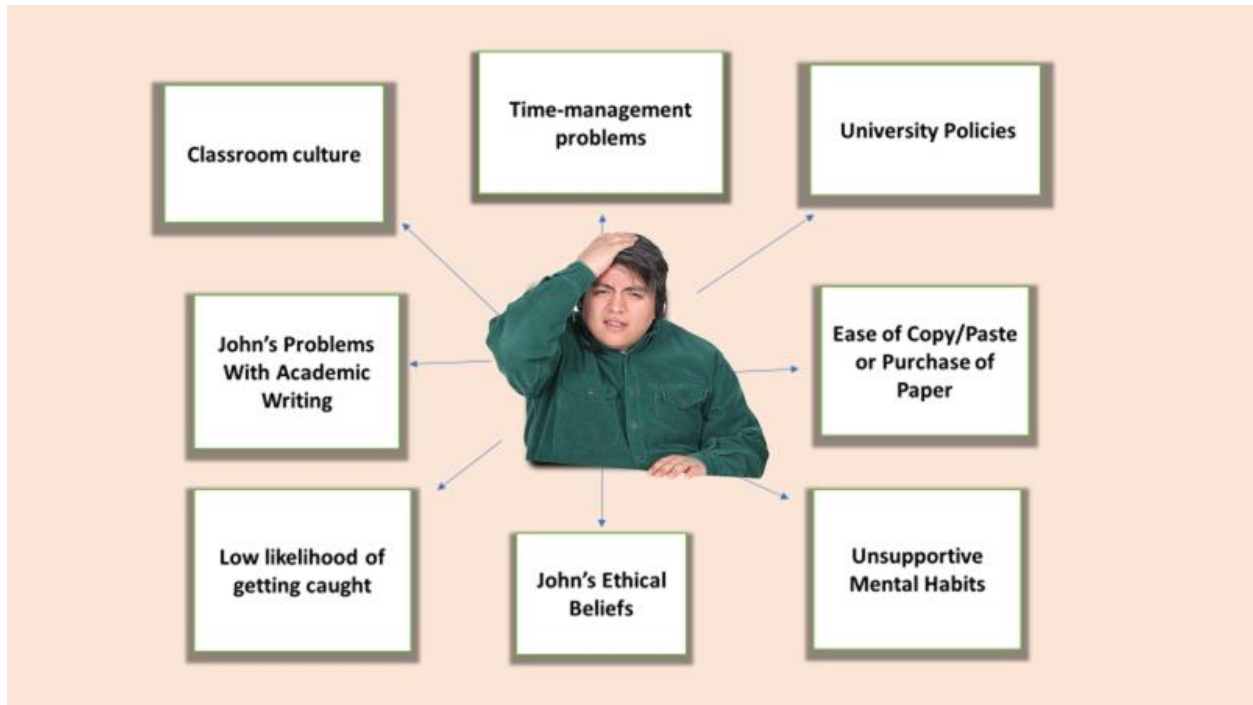 Time-management
problems
University Policies
Classroom culture
John's Problems
With Academic
Writing
Ease of Copy/Paste
or Purchase of
Paper
Low likelihood of
getting caught
John's Ethical
Beliefs
Unsupportive
Mental Habits